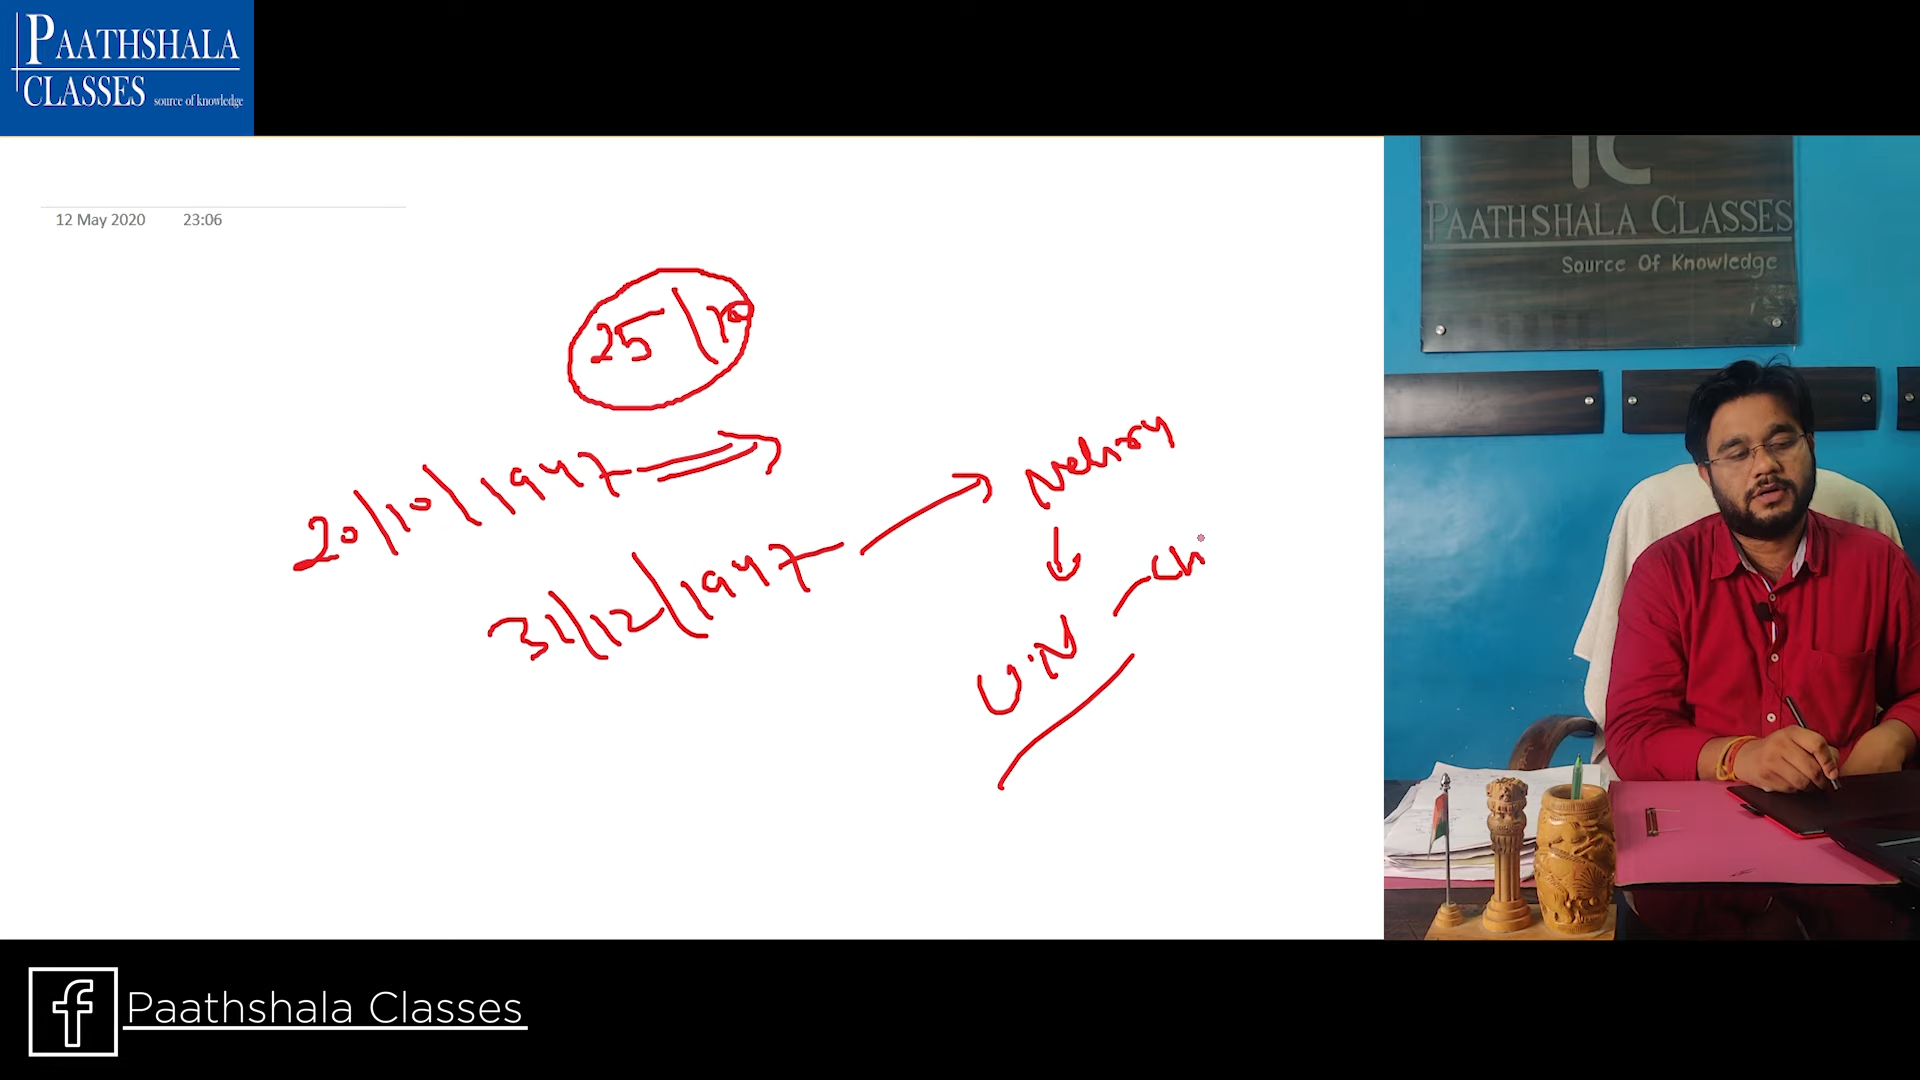 PAATHSHALA
CLASSES source of knowledge
12 May 2020 23:06
25/10
20/10/1947
31/12/1947
Nehru
U.N
Chi
PAATHSHALA CLASSES
Source Of Knowledge
Paathshala Classes